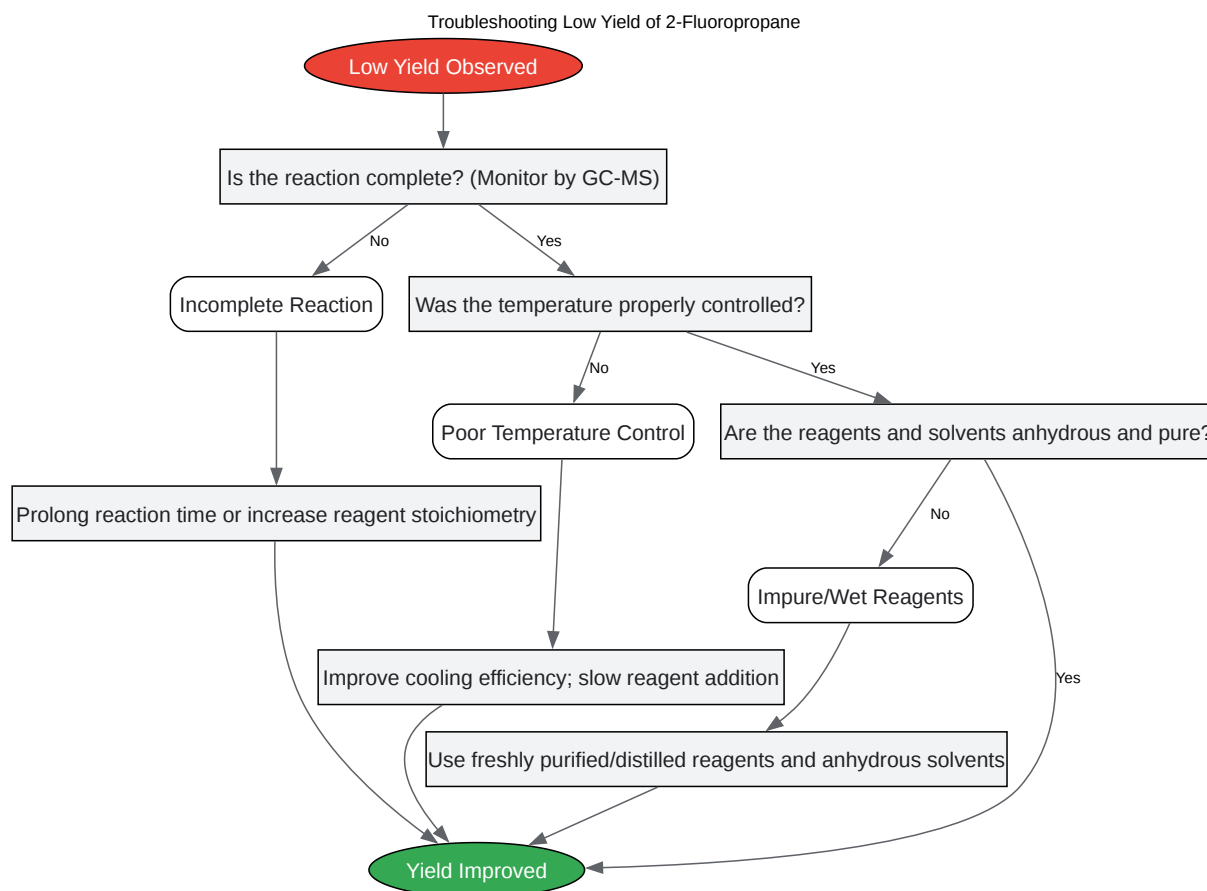 Troubleshooting Low Yield of 2-Fluoropropane
Low Yield Observed
Is the reaction complete? (Monitor by GC-MS)
No
Yes
Incomplete Reaction
Was the temperature properly controlled?
No
Yes
Poor Temperature Control
Are the reagents and solvents anhydrous and pure?
Prolong reaction time or increase reagent stoichiometry
No
Impure/Wet Reagents
Improve cooling efficiency; slow reagent addition
Yes
Use freshly purified/distilled reagents and anhydrous solvents
Yield Improved